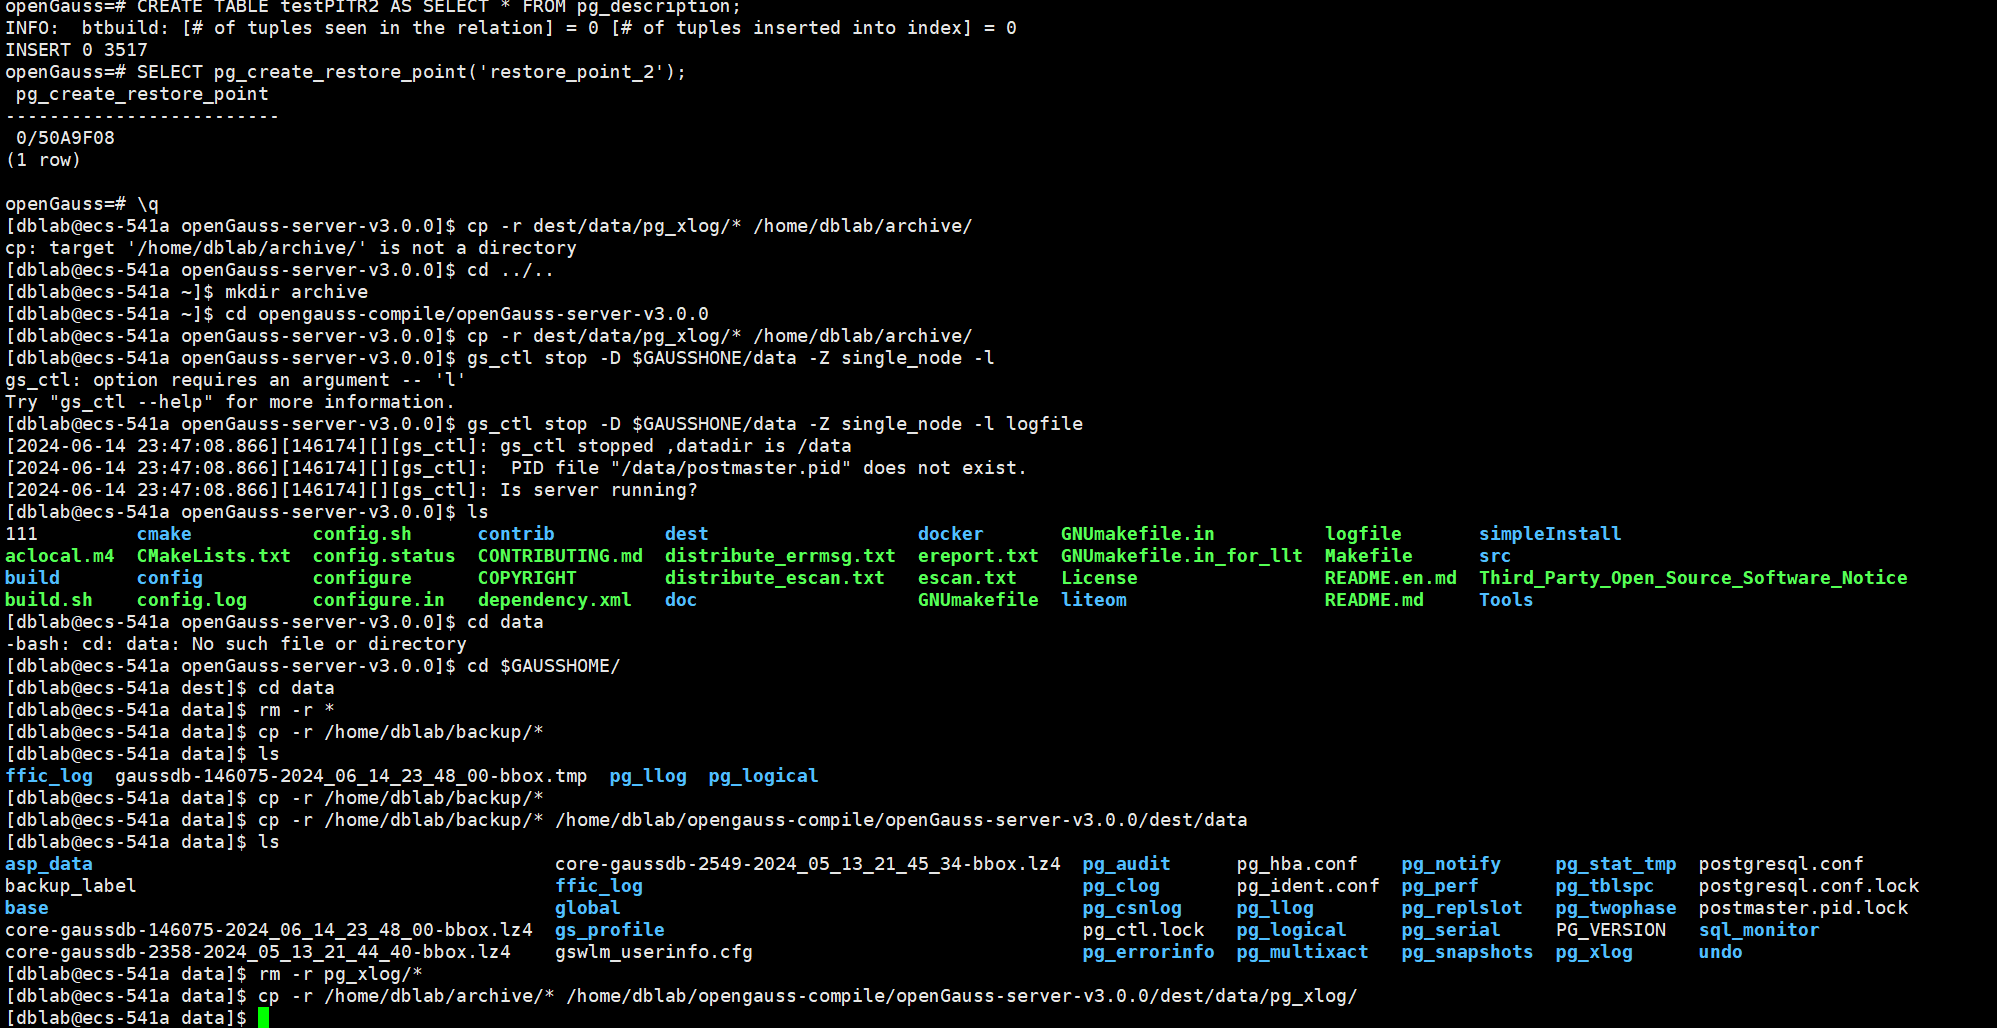 openGauss=# CREATE TABLE testPITR2 AS SELECT * FROM pg_description;
INFO:  btbuild: [# of tuples seen in the relation] = 0 [# of tuples inserted into index] = 0
INSERT 0 3517
openGauss=# SELECT pg_create_restore_point('restore_point_2');
 pg_create_restore_point
-------------------------
 0/50A9F08
(1 row)

openGauss=# \q
[dblab@ecs-541a openGauss-server-v3.0.0]$ cp -r dest/data/pg_xlog/* /home/dblab/archive/
cp: target '/home/dblab/archive/' is not a directory
[dblab@ecs-541a openGauss-server-v3.0.0]$ cd ../..
[dblab@ecs-541a ~]$ mkdir archive
[dblab@ecs-541a ~]$ cd opengauss-compile/openGauss-server-v3.0.0
[dblab@ecs-541a openGauss-server-v3.0.0]$ cp -r dest/data/pg_xlog/* /home/dblab/archive/
[dblab@ecs-541a openGauss-server-v3.0.0]$ gs_ctl stop -D $GAUSSHONE/data -Z single_node -l
gs_ctl: option requires an argument -- 'l'
Try "gs_ctl --help" for more information.
[dblab@ecs-541a openGauss-server-v3.0.0]$ gs_ctl stop -D $GAUSSHONE/data -Z single_node -l logfile
[2024-06-14 23:47:08.866][146174][][gs_ctl]: gs_ctl stopped ,datadir is /data
[2024-06-14 23:47:08.866][146174][][gs_ctl]:  PID file "/data/postmaster.pid" does not exist.
[2024-06-14 23:47:08.866][146174][][gs_ctl]: Is server running?
[dblab@ecs-541a openGauss-server-v3.0.0]$ ls
111         cmake           config.sh      contrib          dest                   docker       GNUmakefile.in          logfile       simpleInstall
aclocal.m4  CMakeLists.txt  config.status  CONTRIBUTING.md  distribute_errmsg.txt  ereport.txt  GNUmakefile.in_for_llt  Makefile      src
build       config          configure      COPYRIGHT        distribute_escan.txt   escan.txt    License                 README.en.md  Third_Party_Open_Source_Software_Notice
build.sh    config.log      configure.in   dependency.xml   doc                    GNUmakefile  liteom                  README.md     Tools
[dblab@ecs-541a openGauss-server-v3.0.0]$ cd data
-bash: cd: data: No such file or directory
[dblab@ecs-541a openGauss-server-v3.0.0]$ cd $GAUSSHOME/
[dblab@ecs-541a dest]$ cd data
[dblab@ecs-541a data]$ rm -r *
[dblab@ecs-541a data]$ cp -r /home/dblab/backup/*
[dblab@ecs-541a data]$ ls
ffic_log  gaussdb-146075-2024_06_14_23_48_00-bbox.tmp  pg_llog  pg_logical
[dblab@ecs-541a data]$ cp -r /home/dblab/backup/*
[dblab@ecs-541a data]$ cp -r /home/dblab/backup/* /home/dblab/opengauss-compile/openGauss-server-v3.0.0/dest/data
[dblab@ecs-541a data]$ ls
asp_data                                          core-gaussdb-2549-2024_05_13_21_45_34-bbox.lz4  pg_audit      pg_hba.conf    pg_notify     pg_stat_tmp  postgresql.conf
backup_label                                      ffic_log                                        pg_clog       pg_ident.conf  pg_perf       pg_tblspc    postgresql.conf.lock
base                                              global                                          pg_csnlog     pg_llog        pg_replslot   pg_twophase  postmaster.pid.lock
core-gaussdb-146075-2024_06_14_23_48_00-bbox.lz4  gs_profile                                      pg_ctl.lock   pg_logical     pg_serial     PG_VERSION   sql_monitor
core-gaussdb-2358-2024_05_13_21_44_40-bbox.lz4    gswlm_userinfo.cfg                              pg_errorinfo  pg_multixact   pg_snapshots  pg_xlog      undo
[dblab@ecs-541a data]$ rm -r pg_xlog/*
[dblab@ecs-541a data]$ cp -r /home/dblab/archive/* /home/dblab/opengauss-compile/openGauss-server-v3.0.0/dest/data/pg_xlog/
[dblab@ecs-541a data]$